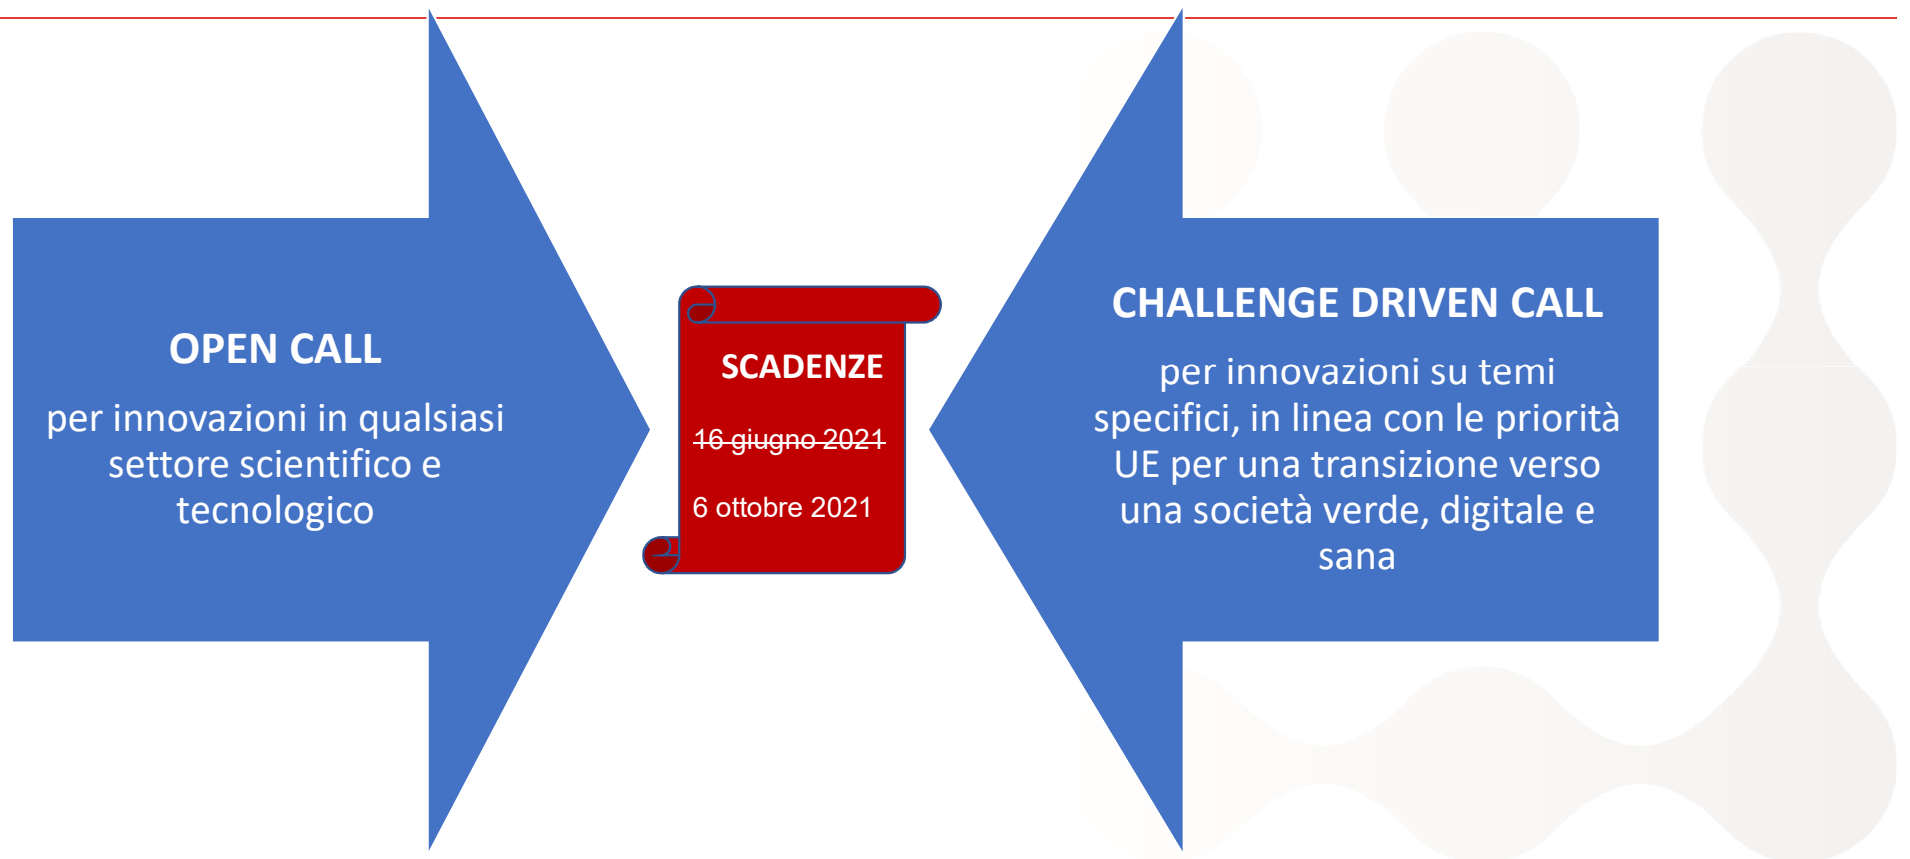 OPEN CALL
per innovazioni in qualsiasi
settore scientifico e
tecnologico
SCADENZE
16 giugno 2021
6 ottobre 2021
CHALLENGE DRIVEN CALL
per innovazioni su temi
specifici, in linea con le priorità
UE per una transizione verso
una società verde, digitale e
sana